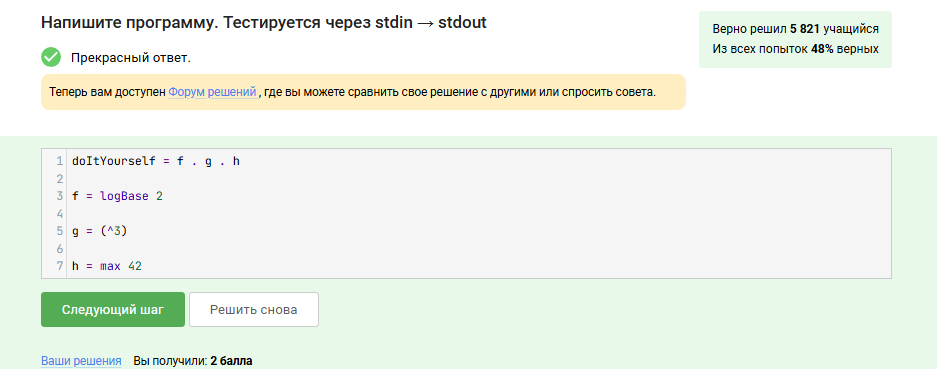 Напишите программу. Тестируется через stdin → stdout
Верно решил 5 821 учащийся
Из всех попыток 48% верных
Прекрасный ответ.
Теперь вам доступен Форум решений, где вы можете сравнить свое решение с другими или спросить совета.
1 doItYourself = f . g . h
2
3 f = logBase 2
4
5 g = (^3)
6
7 h = max 42
Следующий шаг
Решить снова
Ваши решения Вы получили: 2 балла